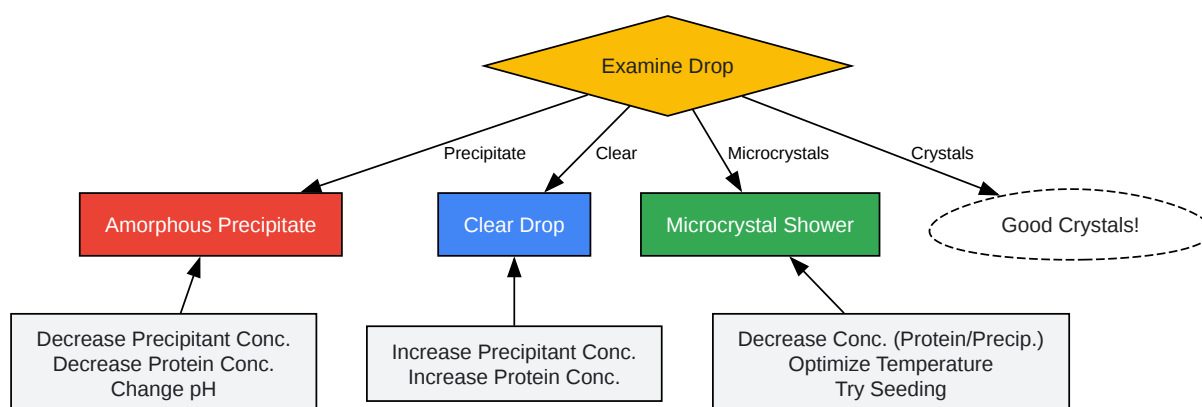 Examine Drop
Precipitate
Clear
Microcrystals
Crystals
Amorphous Precipitate
Clear Drop
Microcrystal Shower
Good Crystals!
Decrease Precipitant Conc.
Decrease Protein Conc.
Change pH
Increase Precipitant Conc.
Increase Protein Conc.
Decrease Conc. (Protein/Precip.)
Optimize Temperature
Try Seeding